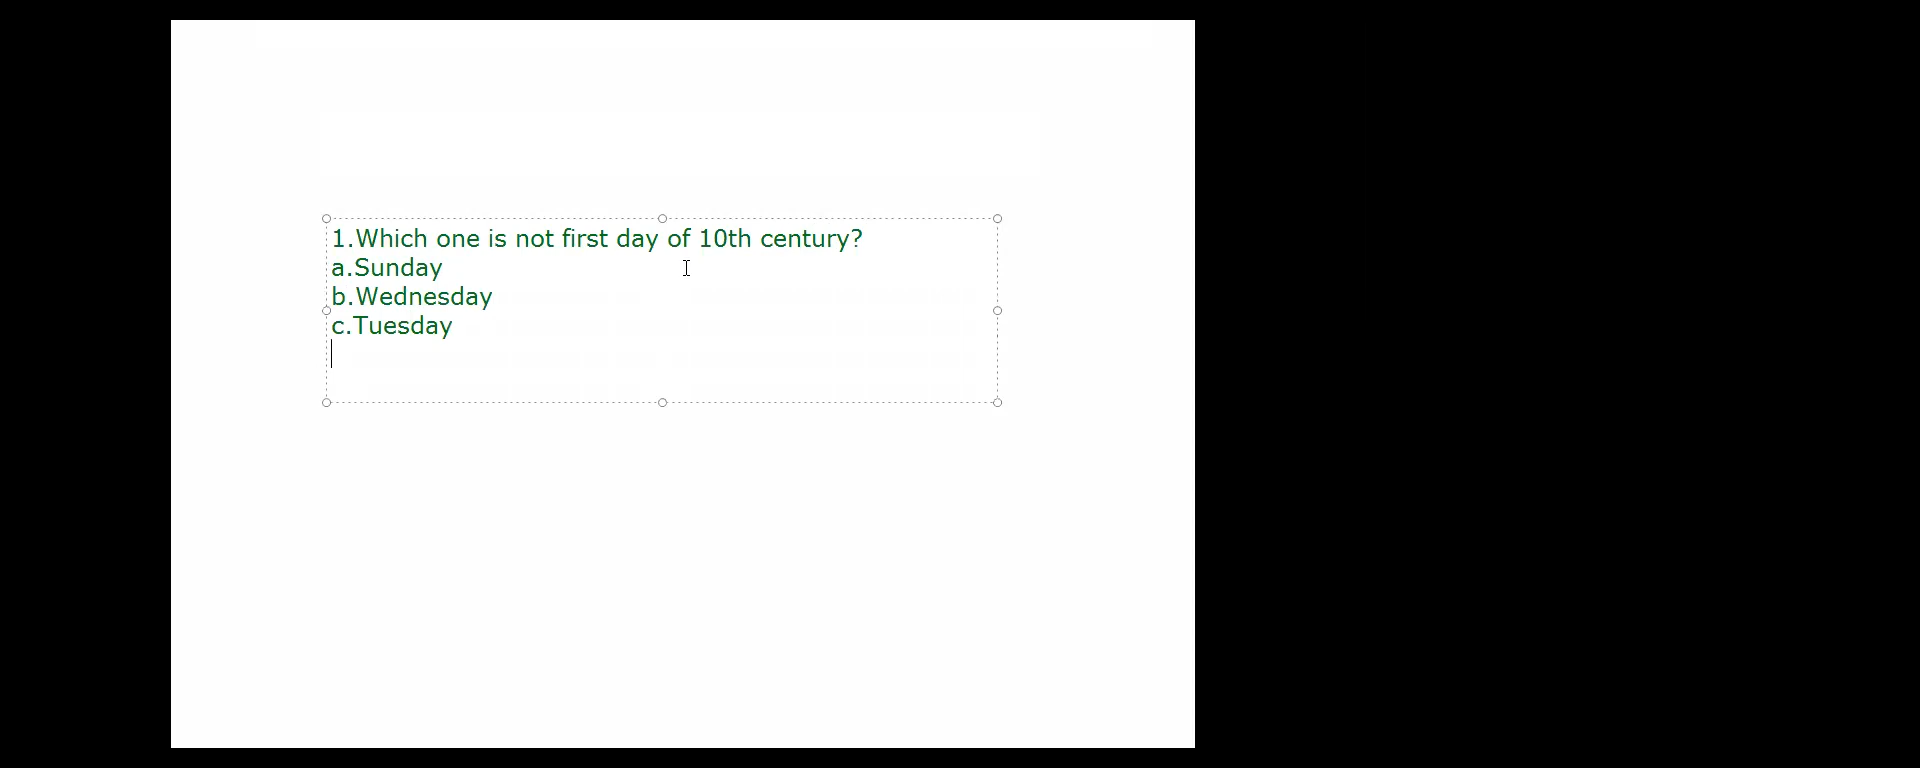 1.Which one is not first day of 10th century?
a.Sunday
b.Wednesday
c.Tuesday